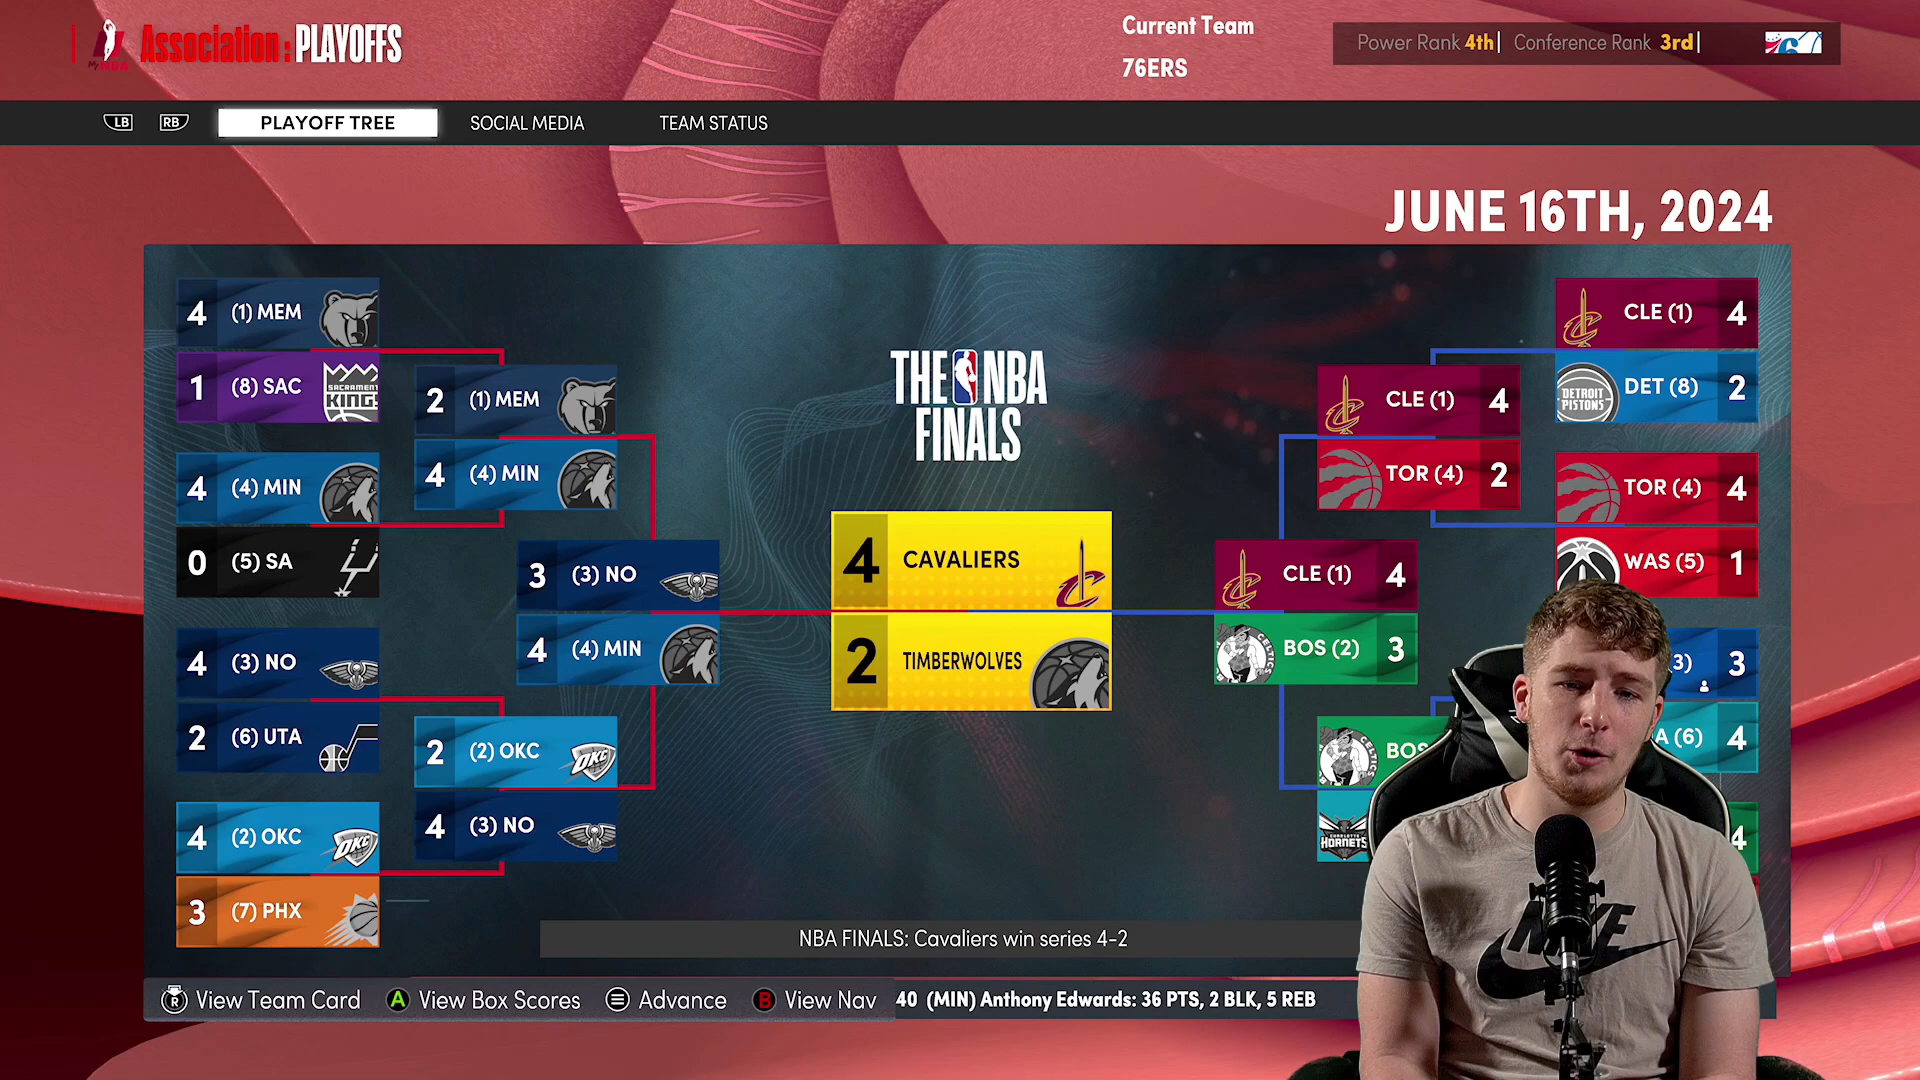 MyNBA Association: PLAYOFFS
Current Team
76ERS
Power Rank 4th| Conference Rank 3rd|
LB RB PLAYOFF TREE SOCIAL MEDIA TEAM STATUS
JUNE 16TH, 2024
4 (1) MEM
1 (8) SAC
SACRAMENTO
KINGS
4 (4) MIN
0 (5) SA
4 (3) NO
2 (6) UTA
4 (2) OKC
OKC
3 (7) PHX
2 (1) MEM
4 (4) MIN
2 (2) OKC
OKC
4 (3) NO
3 (3) NO
4 (4) MIN
THE NBA
FINALS
4 CAVALIERS
2 TIMBERWOLVES
CLE (1) 4
BOS (2) 3
CELTICS
CLE (1) 4
TOR (4) 2
BOS
CELTICS
CHARLOTTE
HORNETS
CLE (1) 4
DETROIT
PISTONS
DET (8) 2
TOR (4) 4
WAS (5) 1
(3) 3
A (6) 4
4
NBA FINALS: Cavaliers win series 4-2
R View Team Card A View Box Scores Advance B View Nav 40 (MIN) Anthony Edwards: 36 PTS, 2 BLK, 5 REB
NIKE